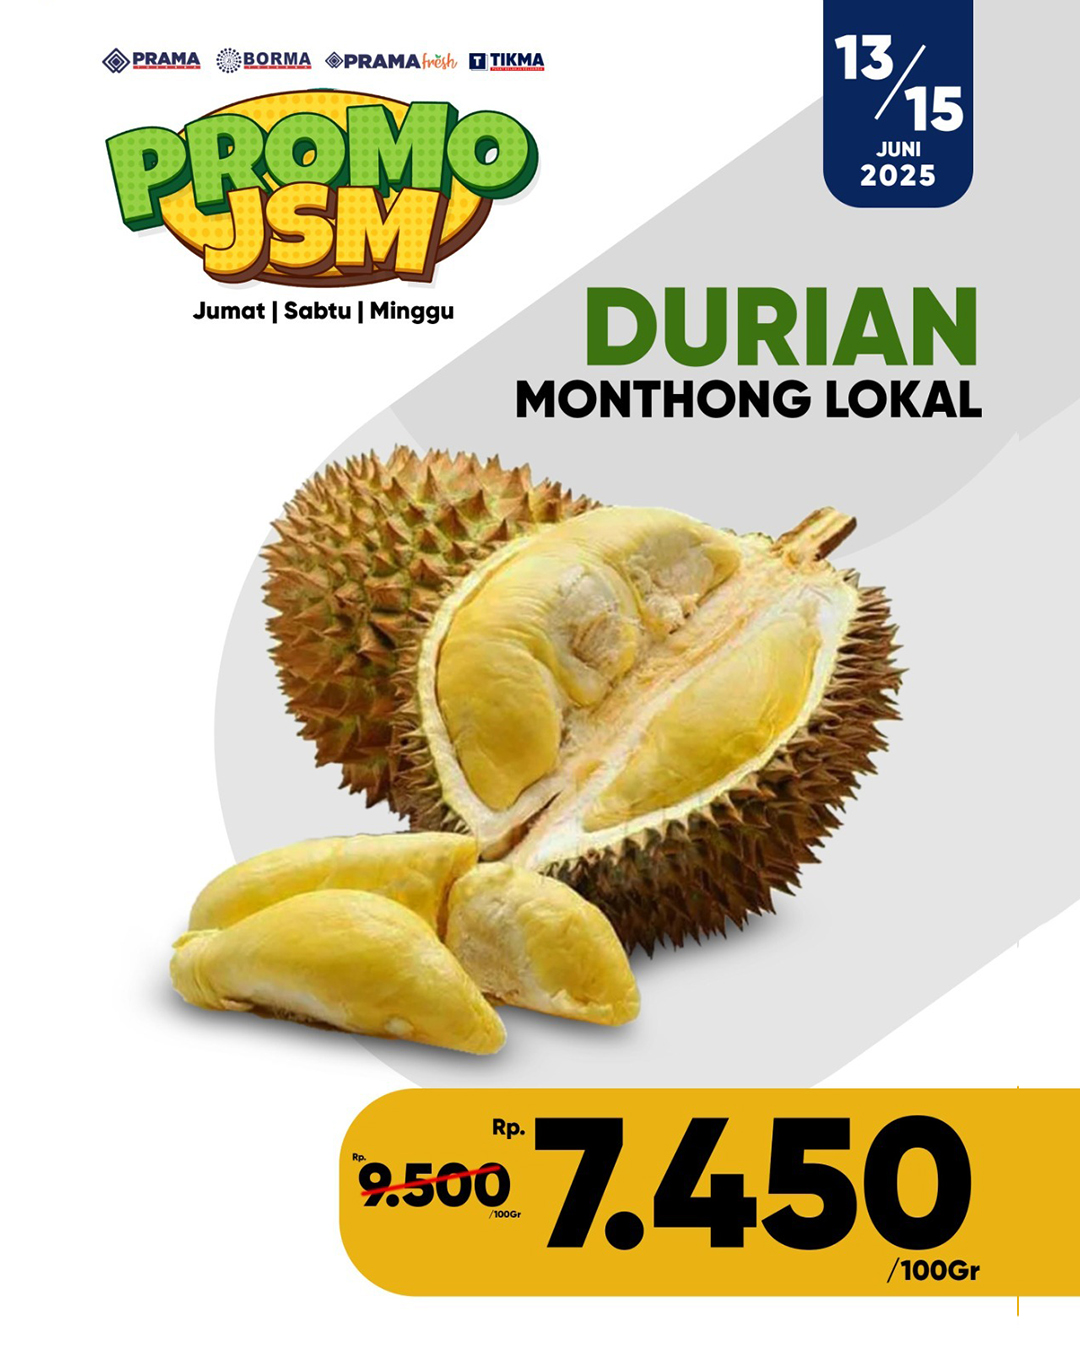 PRAMA BORMA PRAMA fresh T TIKMA
13/15
JUNI
2025
PROMO
JSM
Jumat | Sabtu | Minggu
DURIAN
MONTHONG LOKAL
Rp.
9.500
/100Gr
Rp.
7.450
/100Gr